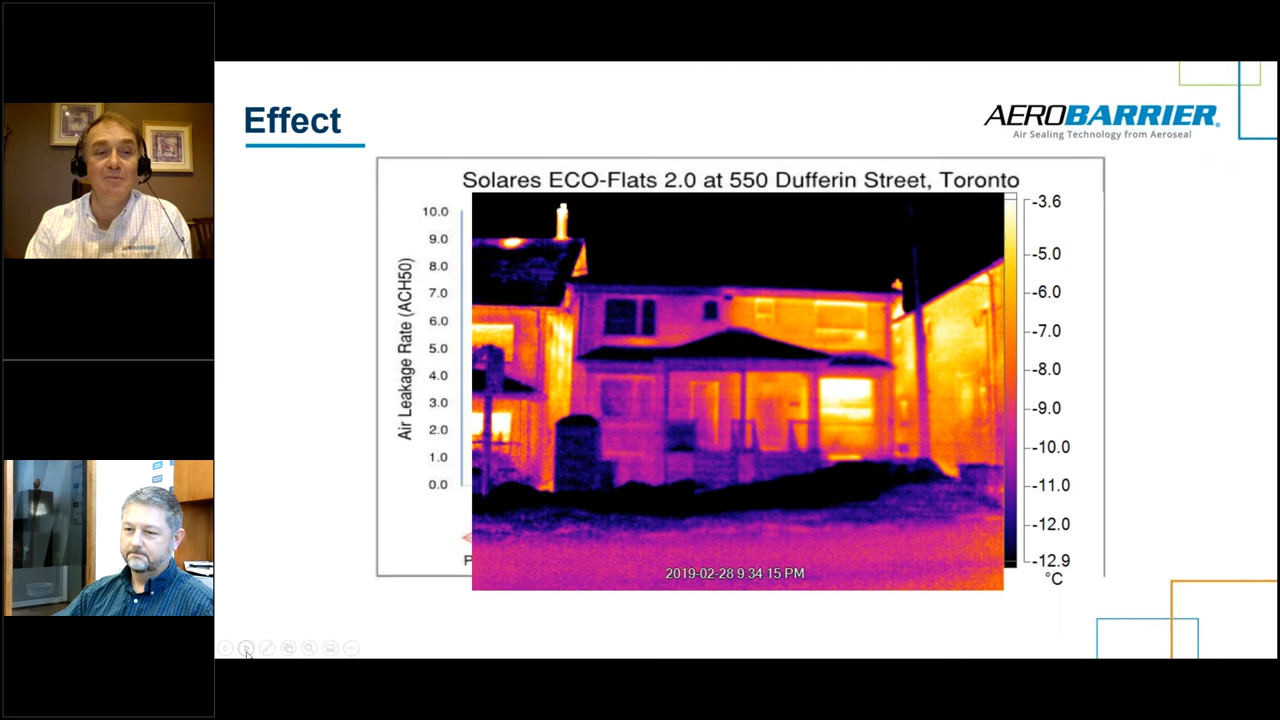 Effect
AEROBARRIER
Air Sealing Technology from Aeroseal
Solares ECO-Flats 2.0 at 550 Dufferin Street, Toronto
Air Leakage Rate (ACH50)
10.0
9.0
8.0
7.0
6.0
5.0
4.0
3.0
2.0
1.0
0.0
P
-3.6
-5.0
-6.0
-7.0
-8.0
-9.0
-10.0
-11.0
-12.0
-12.9
°C
2019-02-28 9:34:15 PM
AEROBARRIER